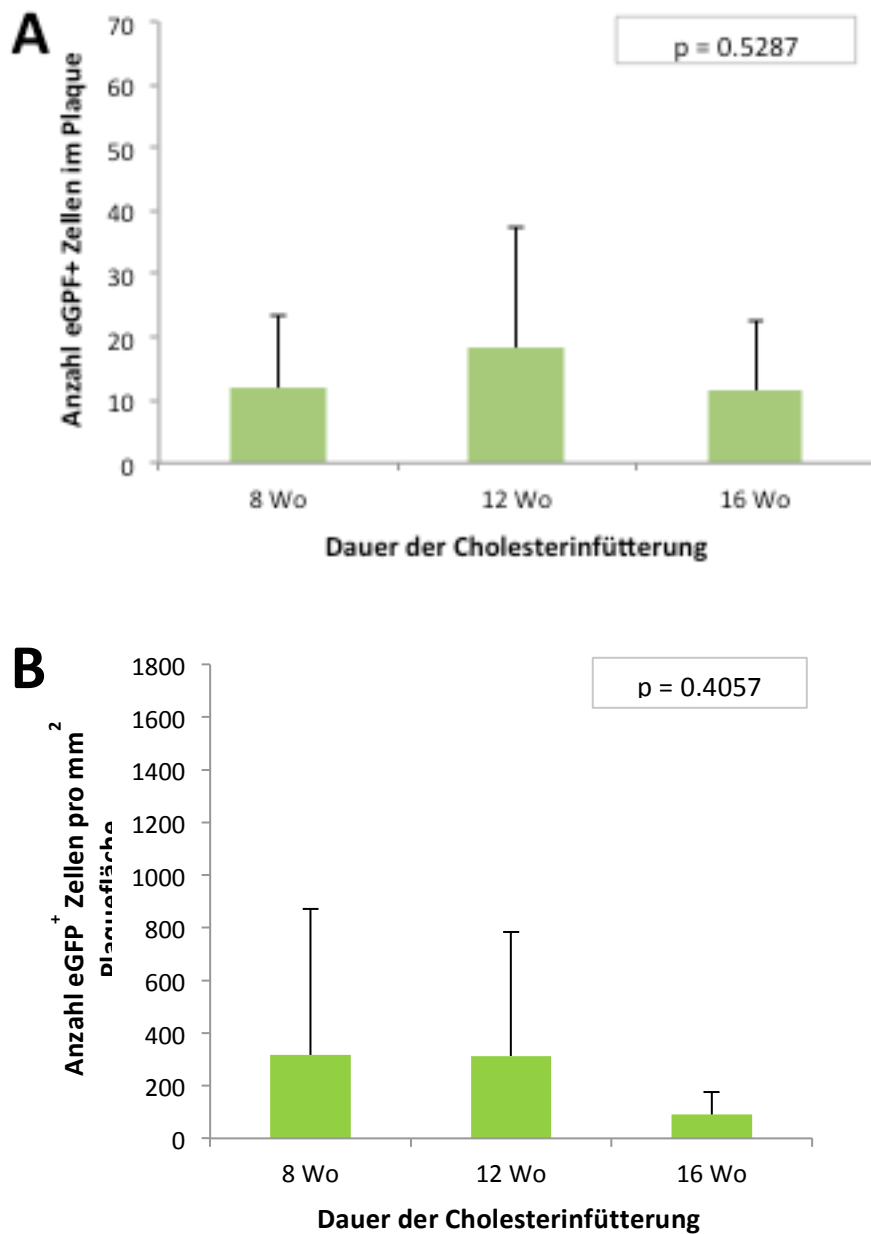 A
p = 0.5287
Anzahl eGPF+ Zellen im Plaque
70
60
50
40
30
20
10
0
8 Wo 12 Wo 16 Wo
Dauer der Cholesterinfütterung
B
p = 0.4057
Anzahl eGFP⁺ Zellen pro mm²
Plaquefläche
1800
1600
1400
1200
1000
800
600
400
200
0
8 Wo 12 Wo 16 Wo
Dauer der Cholesterinfütterung